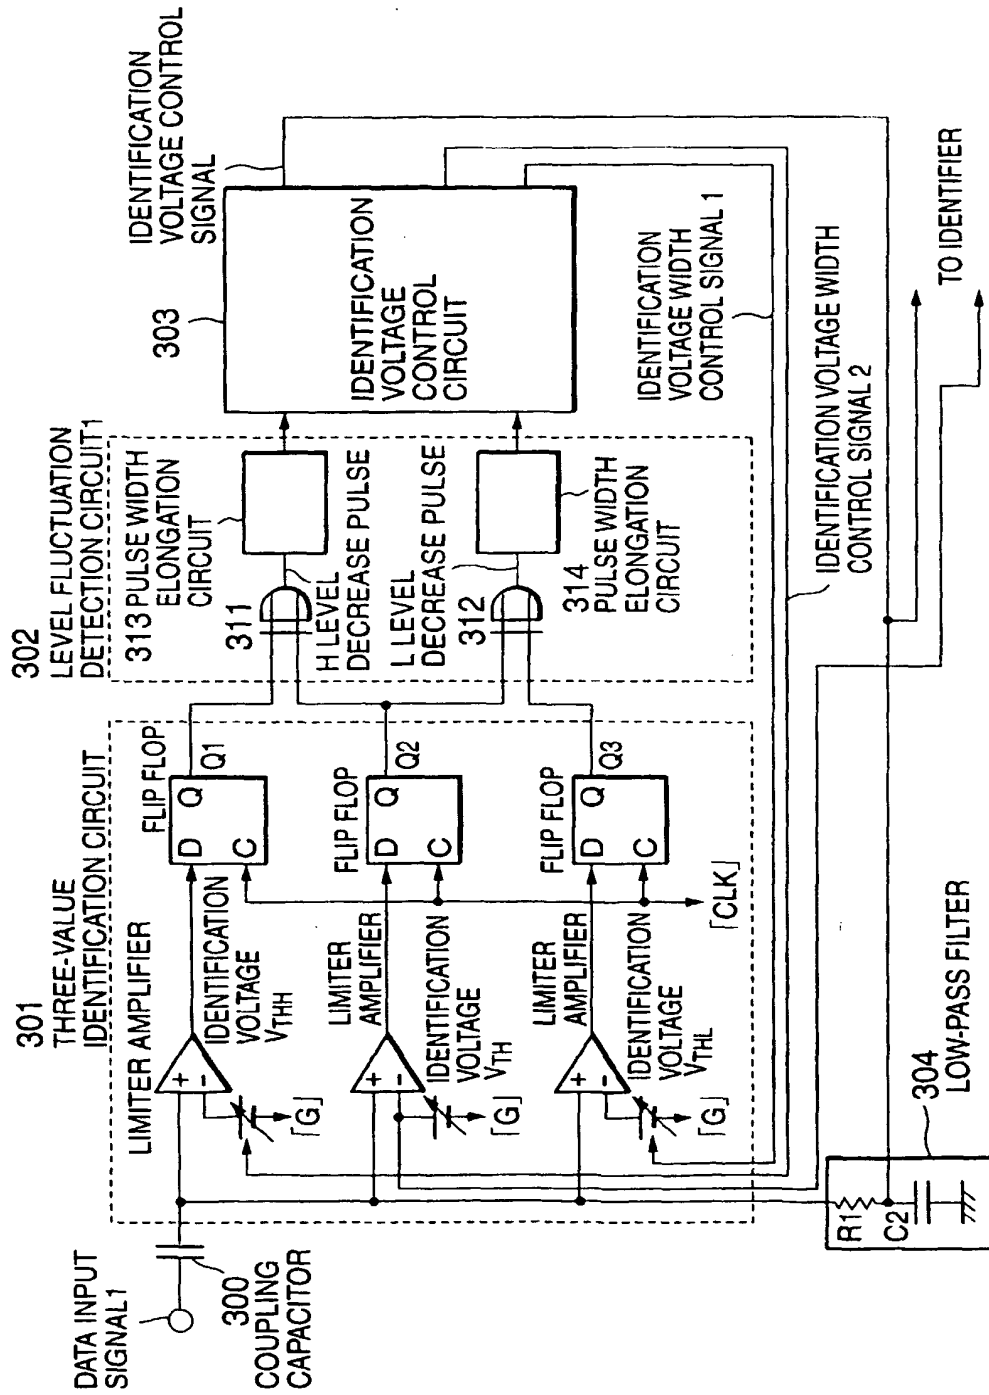 DATA INPUT
SIGNAL1
300
COUPLING
CAPACITOR
301
THREE-VALUE
IDENTIFICATION CIRCUIT
LIMITER AMPLIFIER
+
−
IDENTIFICATION
VOLTAGE
VTHH
「G」
FLIP FLOP
D
Q
C
Q1
LIMITER
AMPLIFIER
+
−
IDENTIFICATION
VOLTAGE
VTH
「G」
FLIP FLOP
D
Q
C
Q2
LIMITER
AMPLIFIER
+
−
IDENTIFICATION
VOLTAGE
VTHL
「G」
FLIP FLOP
D
Q
C
Q3
「CLK」
302
LEVEL FLUCTUATION
DETECTION CIRCUIT1
313 PULSE WIDTH
ELONGATION
CIRCUIT
311
H LEVEL
DECREASE PULSE
L LEVEL
DECREASE PULSE
312
314
PULSE WIDTH
ELONGATION
CIRCUIT
303
IDENTIFICATION
VOLTAGE
CONTROL
CIRCUIT
IDENTIFICATION
VOLTAGE CONTROL
SIGNAL
IDENTIFICATION
VOLTAGE WIDTH
CONTROL SIGNAL 1
IDENTIFICATION VOLTAGE WIDTH
CONTROL SIGNAL 2
TO IDENTIFIER
304
LOW-PASS FILTER
R1
C2